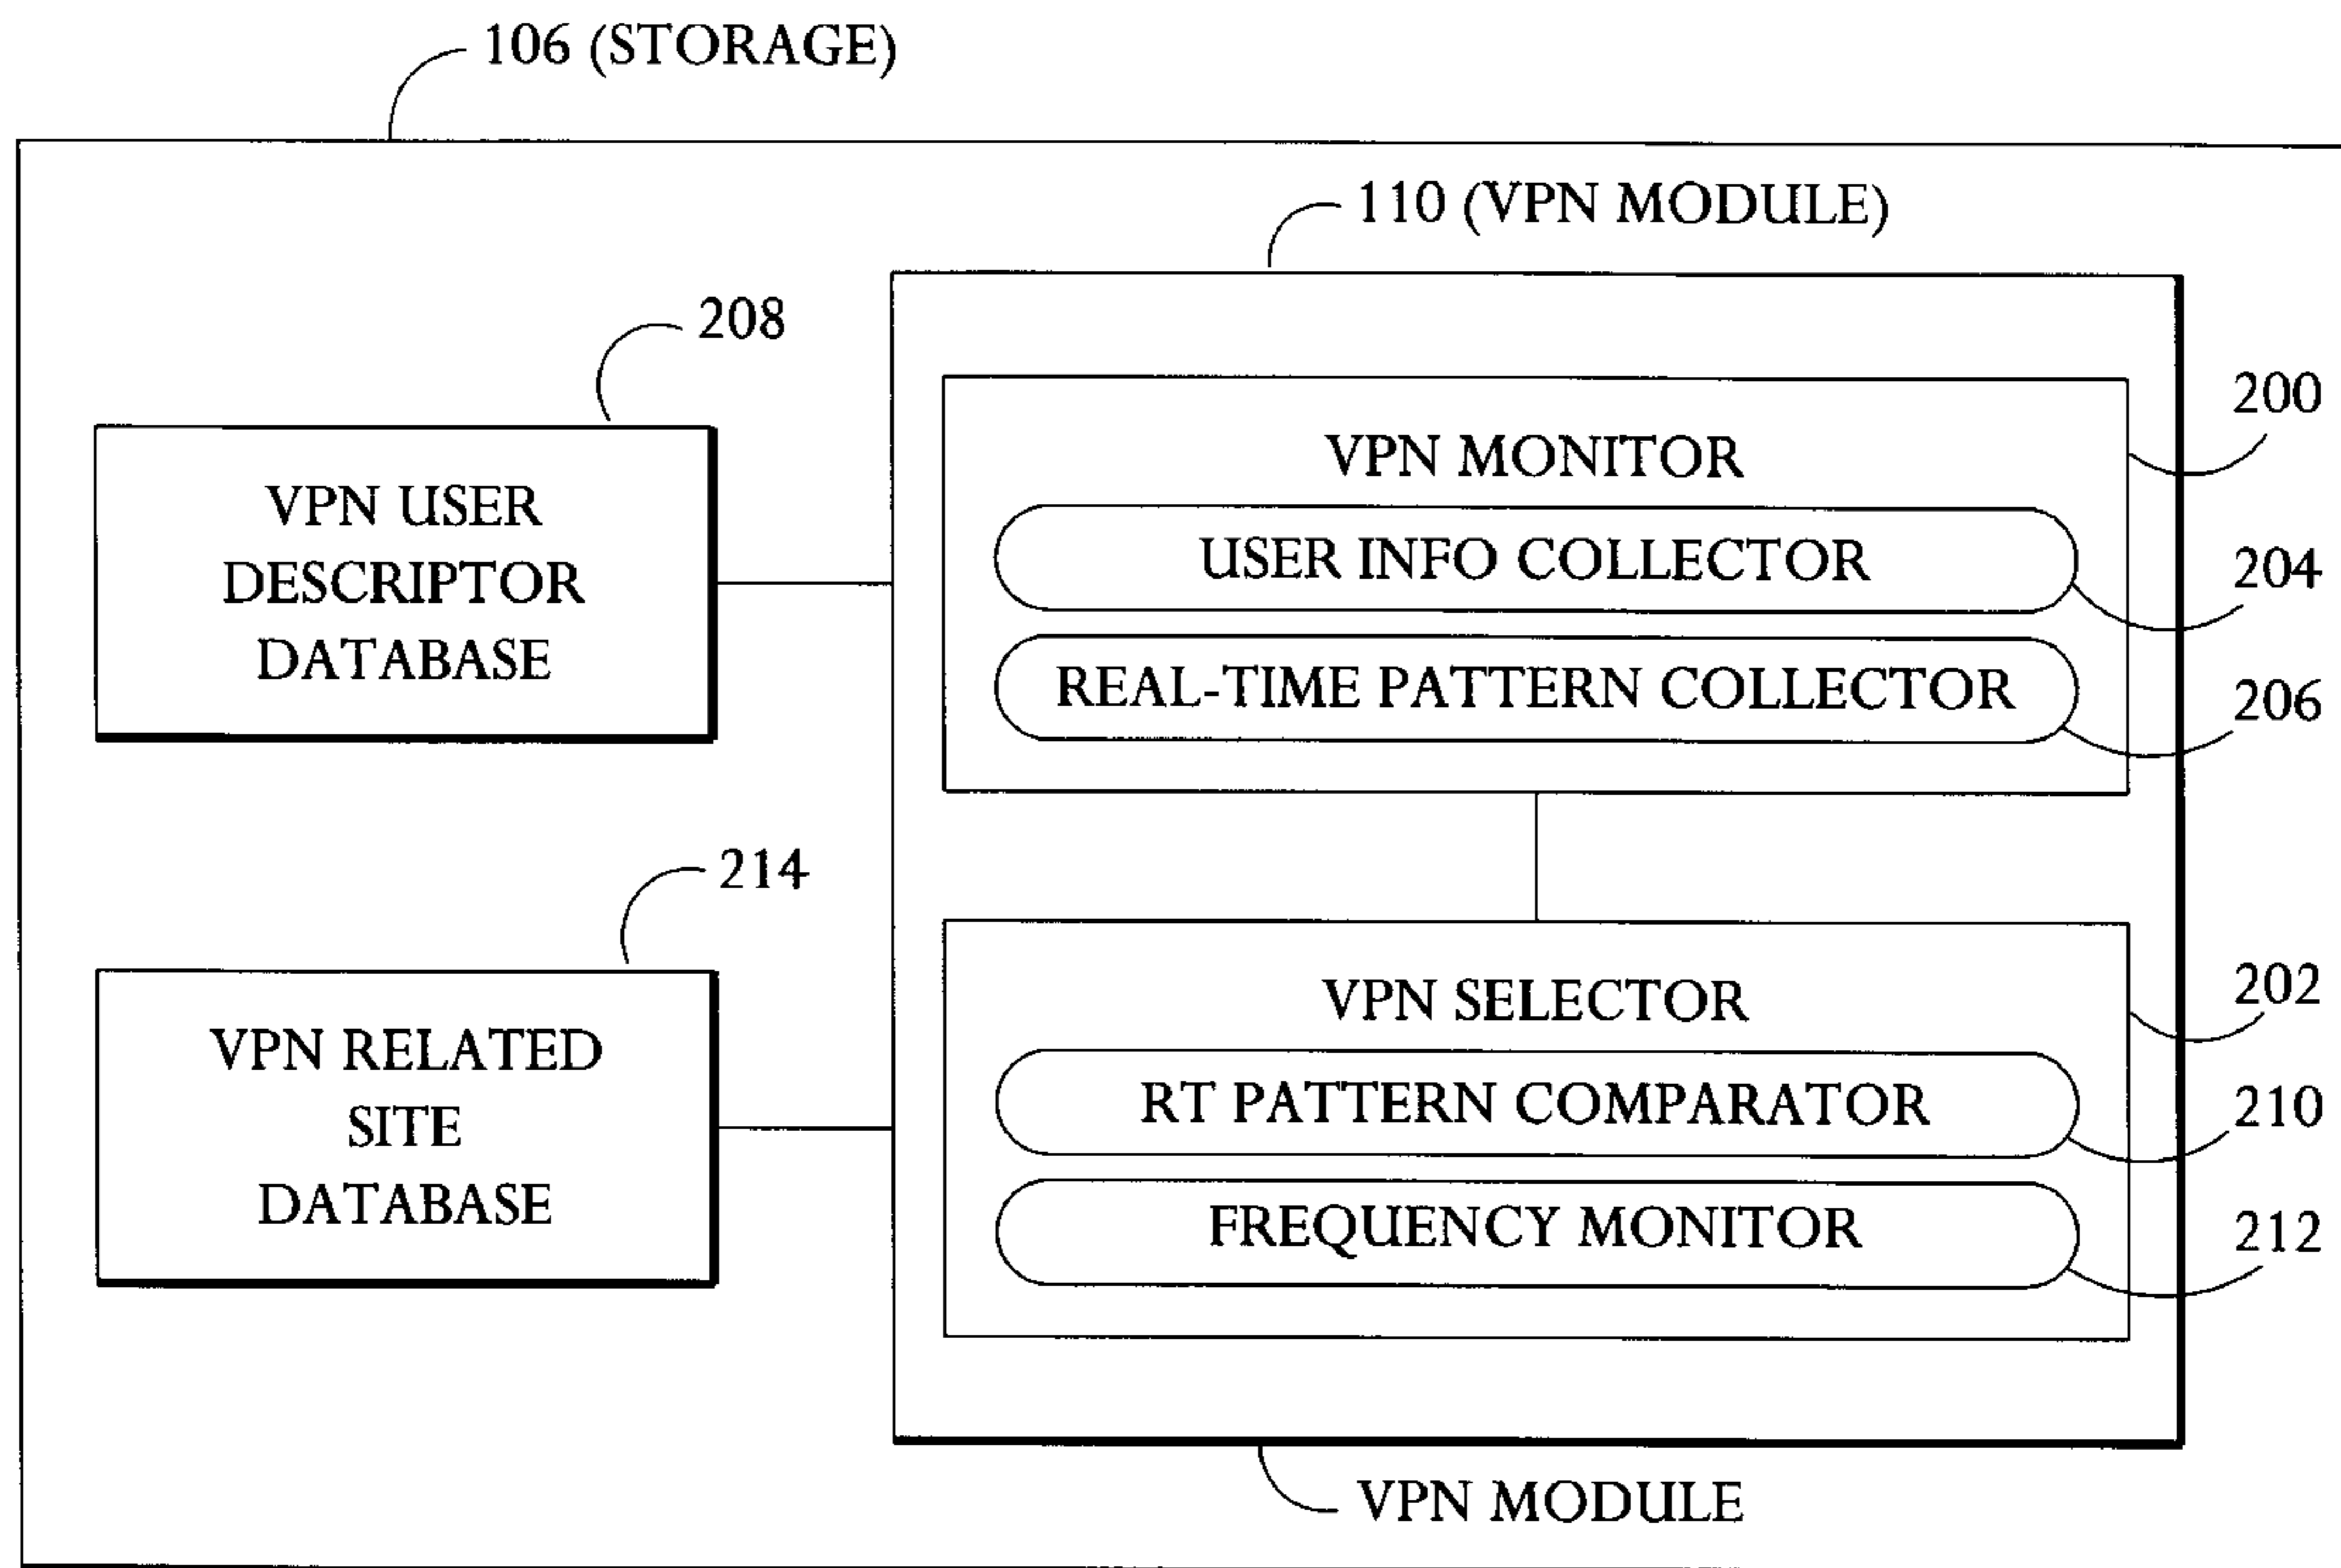 106 (STORAGE)
110 (VPN MODULE)
208
VPN USER
DESCRIPTOR
DATABASE
200
VPN MONITOR
USER INFO COLLECTOR
204
REAL-TIME PATTERN COLLECTOR
206
214
VPN RELATED
SITE
DATABASE
202
VPN SELECTOR
RT PATTERN COMPARATOR
210
FREQUENCY MONITOR
212
VPN MODULE